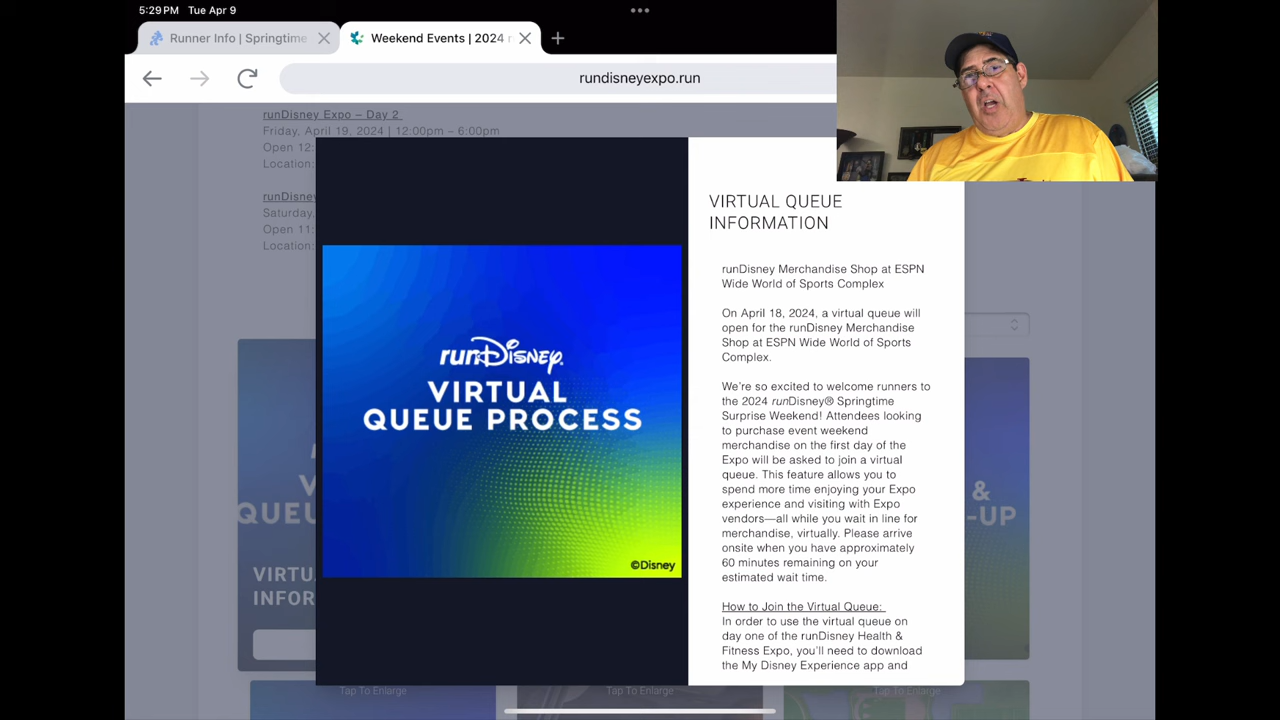 5:29 PM Tue Apr 9
Runner Info | Springtime
Weekend Events | 2024 r
rundisneyexpo.run
runDisney Expo – Day 2
Friday, April 19, 2024 | 12:00pm – 6:00pm
Open 12:
Location:
runDisney
Saturday,
Open 11:
Location:
runDisney
VIRTUAL
QUEUE PROCESS
©Disney
VIRTUAL QUEUE
INFORMATION
runDisney Merchandise Shop at ESPN
Wide World of Sports Complex
On April 18, 2024, a virtual queue will
open for the runDisney Merchandise
Shop at ESPN Wide World of Sports
Complex.
We're so excited to welcome runners to
the 2024 runDisney® Springtime
Surprise Weekend! Attendees looking
to purchase event weekend
merchandise on the first day of the
Expo will be asked to join a virtual
queue. This feature allows you to
spend more time enjoying your Expo
experience and visiting with Expo
vendors—all while you wait in line for
merchandise, virtually. Please arrive
onsite when you have approximately
60 minutes remaining on your
estimated wait time.
How to Join the Virtual Queue:
In order to use the virtual queue on
day one of the runDisney Health &
Fitness Expo, you'll need to download
the My Disney Experience app and
V
QUEU
VIRTU
INFOR
&
-UP
Tap To Enlarge
Tap To Enlarge
Tap To Enlarge